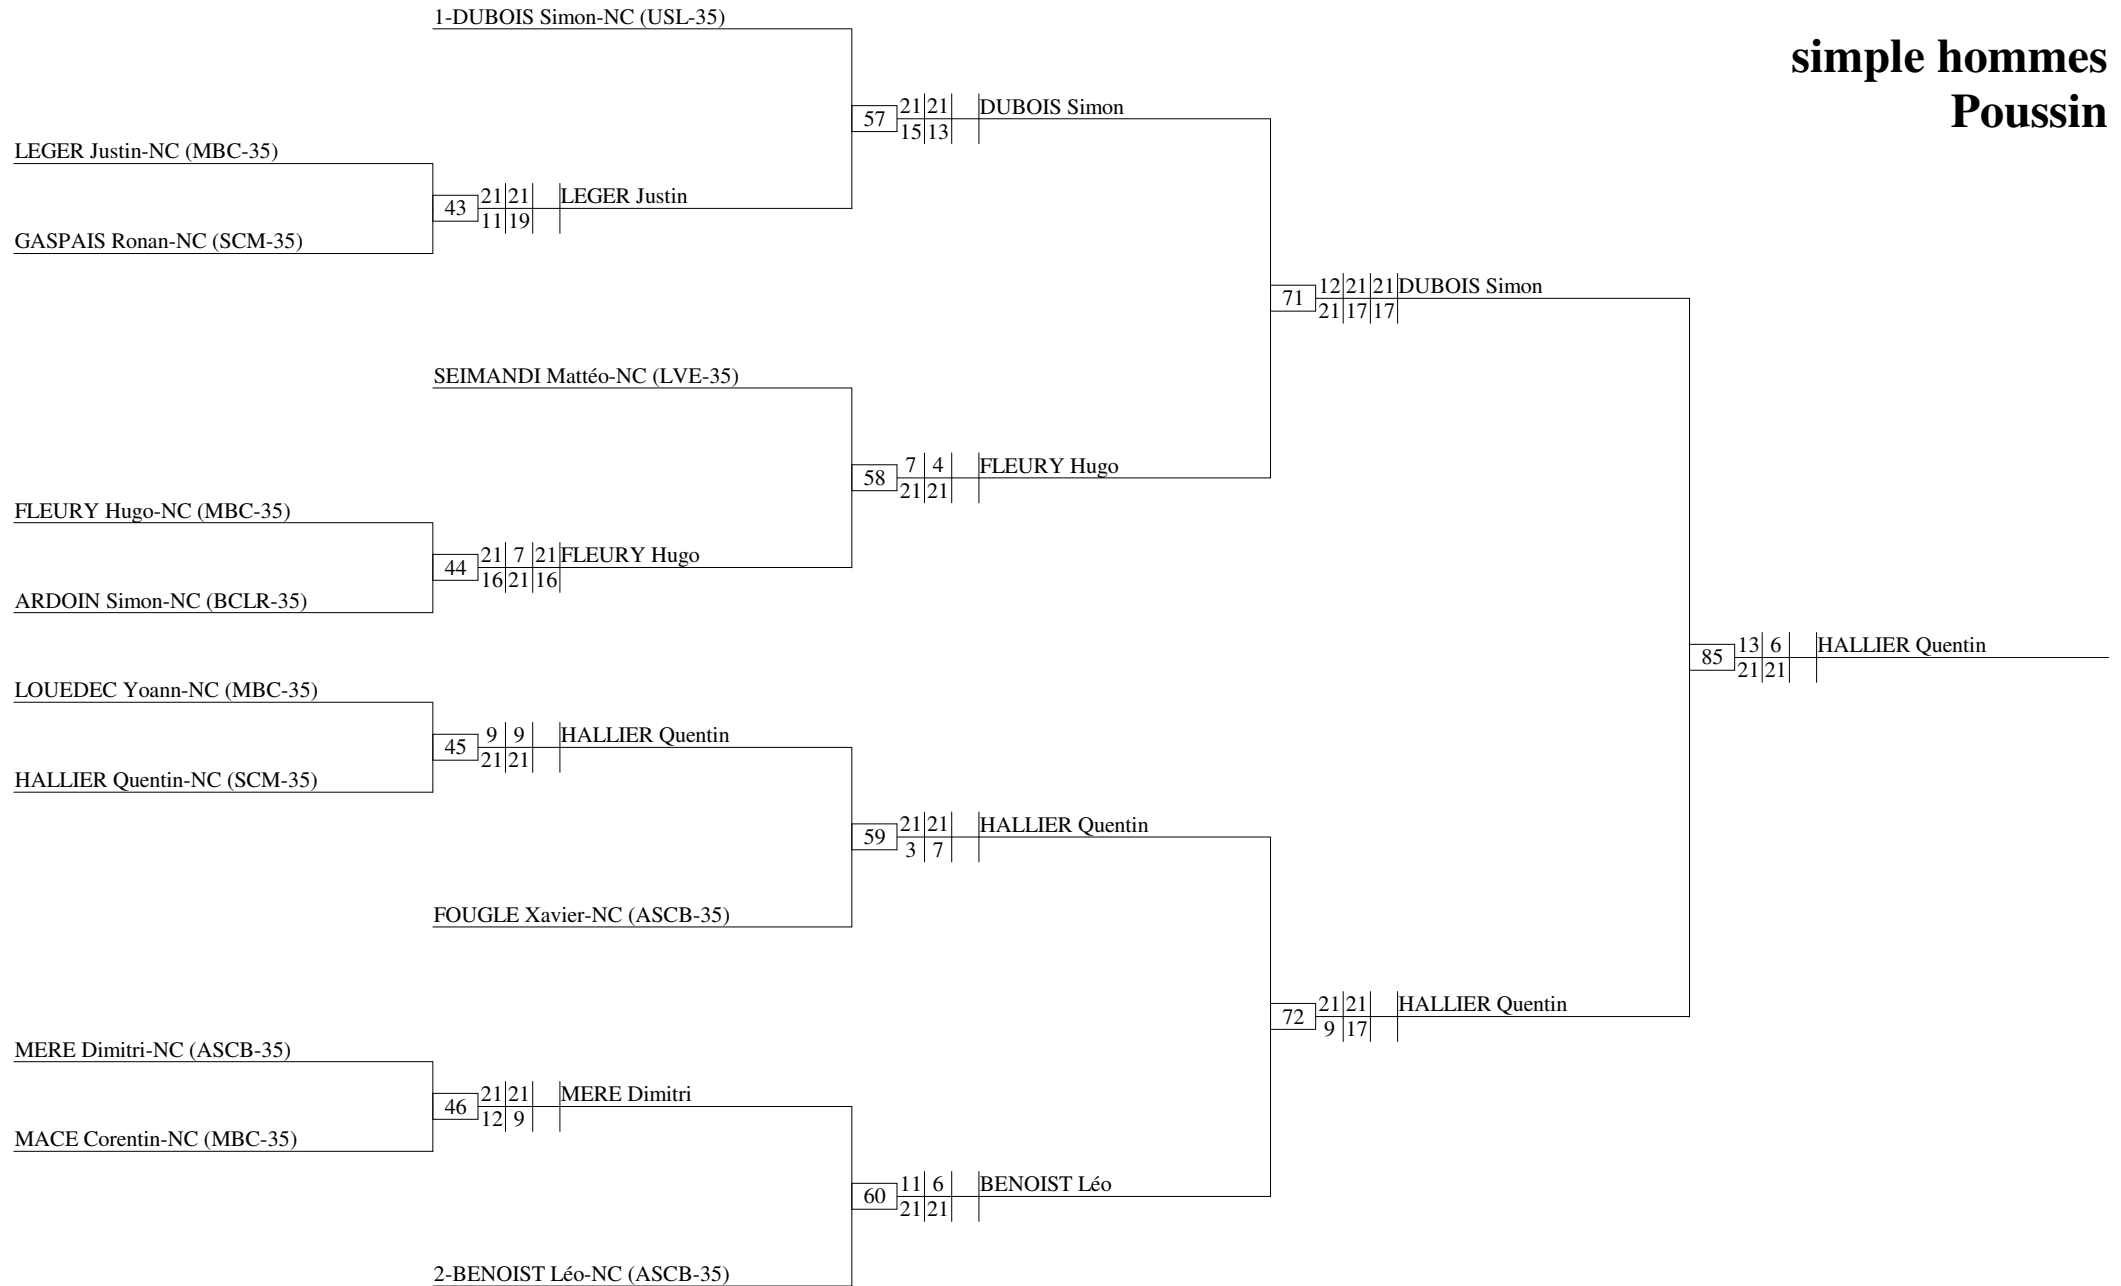 simple hommes
Poussin
1-DUBOIS Simon-NC (USL-35)
57 21 21 DUBOIS Simon
15 13
LEGER Justin-NC (MBC-35)
43 21 21 LEGER Justin
11 19
GASPAIS Ronan-NC (SCM-35)
71 12 21 21 DUBOIS Simon
21 17 17
SEIMANDI Mattéo-NC (LVE-35)
58 7 4 FLEURY Hugo
21 21
FLEURY Hugo-NC (MBC-35)
44 21 7 21 FLEURY Hugo
16 21 16
ARDOIN Simon-NC (BCLR-35)
85 13 6 HALLIER Quentin
21 21
LOUEDEC Yoann-NC (MBC-35)
45 9 9 HALLIER Quentin
21 21
HALLIER Quentin-NC (SCM-35)
59 21 21 HALLIER Quentin
3 7
FOUGLE Xavier-NC (ASCB-35)
72 21 21 HALLIER Quentin
9 17
MERE Dimitri-NC (ASCB-35)
46 21 21 MERE Dimitri
12 9
MACE Corentin-NC (MBC-35)
60 11 6 BENOIST Léo
21 21
2-BENOIST Léo-NC (ASCB-35)